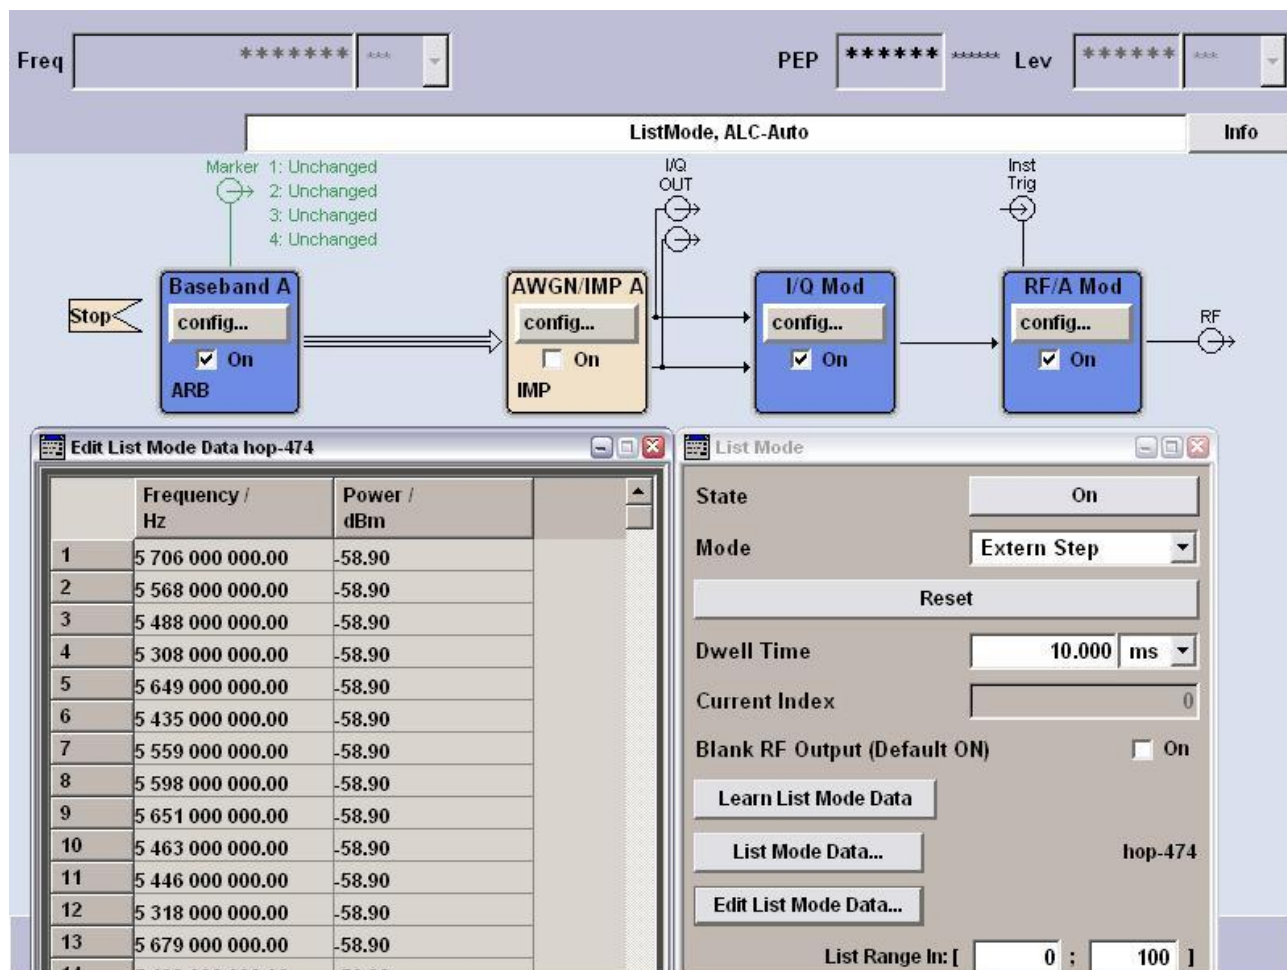 Freq ******* *** PEP ****** ****** Lev ****** ***
ListMode, ALC-Auto Info
Marker 1: Unchanged
2: Unchanged
3: Unchanged
4: Unchanged
I/Q
OUT
Inst
Trig
Stop
Baseband A
config...
On
ARB
AWGN/IMP A
config...
On
IMP
I/Q Mod
config...
On
RF/A Mod
config...
On
RF
Edit List Mode Data hop-474
Frequency / Hz Power / dBm
1 5 706 000 000.00 -58.90
2 5 568 000 000.00 -58.90
3 5 488 000 000.00 -58.90
4 5 308 000 000.00 -58.90
5 5 649 000 000.00 -58.90
6 5 435 000 000.00 -58.90
7 5 559 000 000.00 -58.90
8 5 598 000 000.00 -58.90
9 5 651 000 000.00 -58.90
10 5 463 000 000.00 -58.90
11 5 446 000 000.00 -58.90
12 5 318 000 000.00 -58.90
13 5 679 000 000.00 -58.90
List Mode
State On
Mode Extern Step
Reset
Dwell Time 10.000 ms
Current Index 0
Blank RF Output (Default ON) On
Learn List Mode Data
List Mode Data... hop-474
Edit List Mode Data...
List Range In: [ 0 ; 100 ]